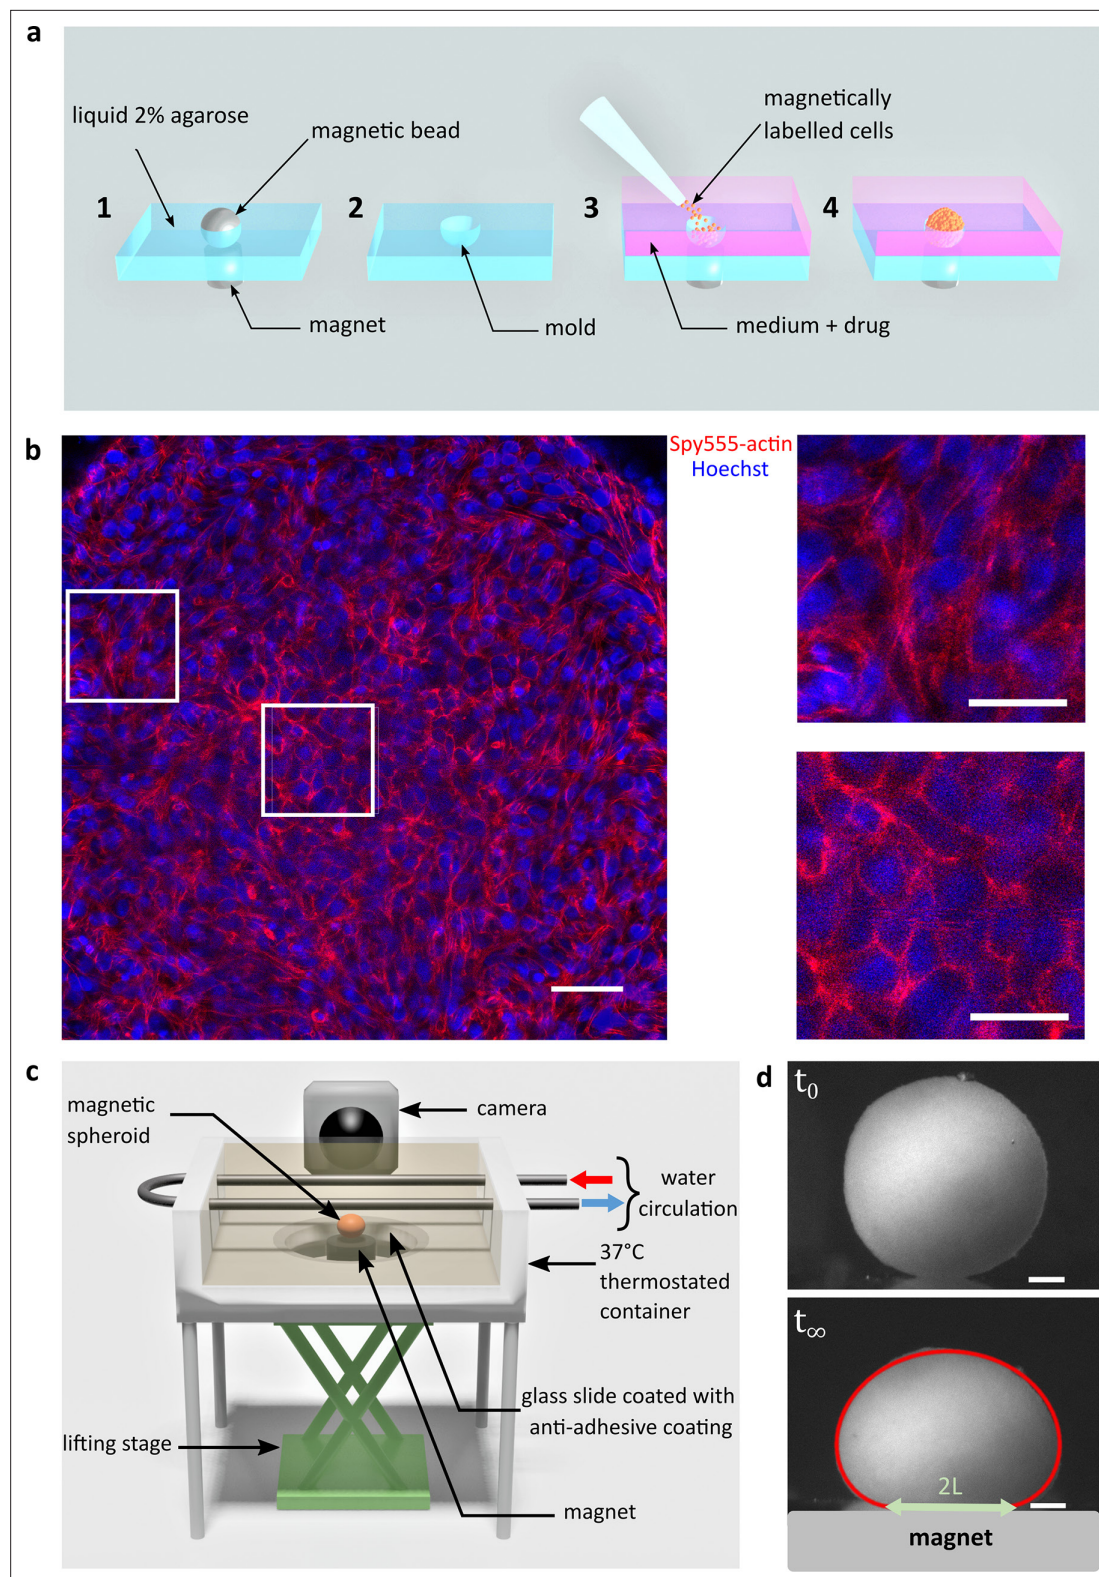 a
liquid 2% agarose
magnetic bead
magnetically
labelled cells
1
2
3
4
magnet
mold
medium + drug
b
Spy555-actin
Hoechst
c
magnetic
spheroid
camera
water
circulation
37°C
thermostated
container
glass slide coated with
anti-adhesive coating
lifting stage
magnet
d
t0
t∞
2L
magnet